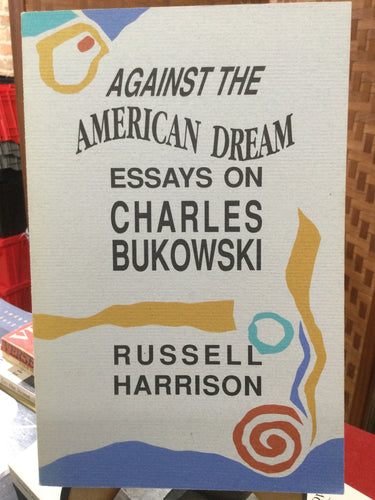 AGAINST THE
AMERICAN DREAM
ESSAYS ON
CHARLES
BUKOWSKI
RUSSELL
HARRISON